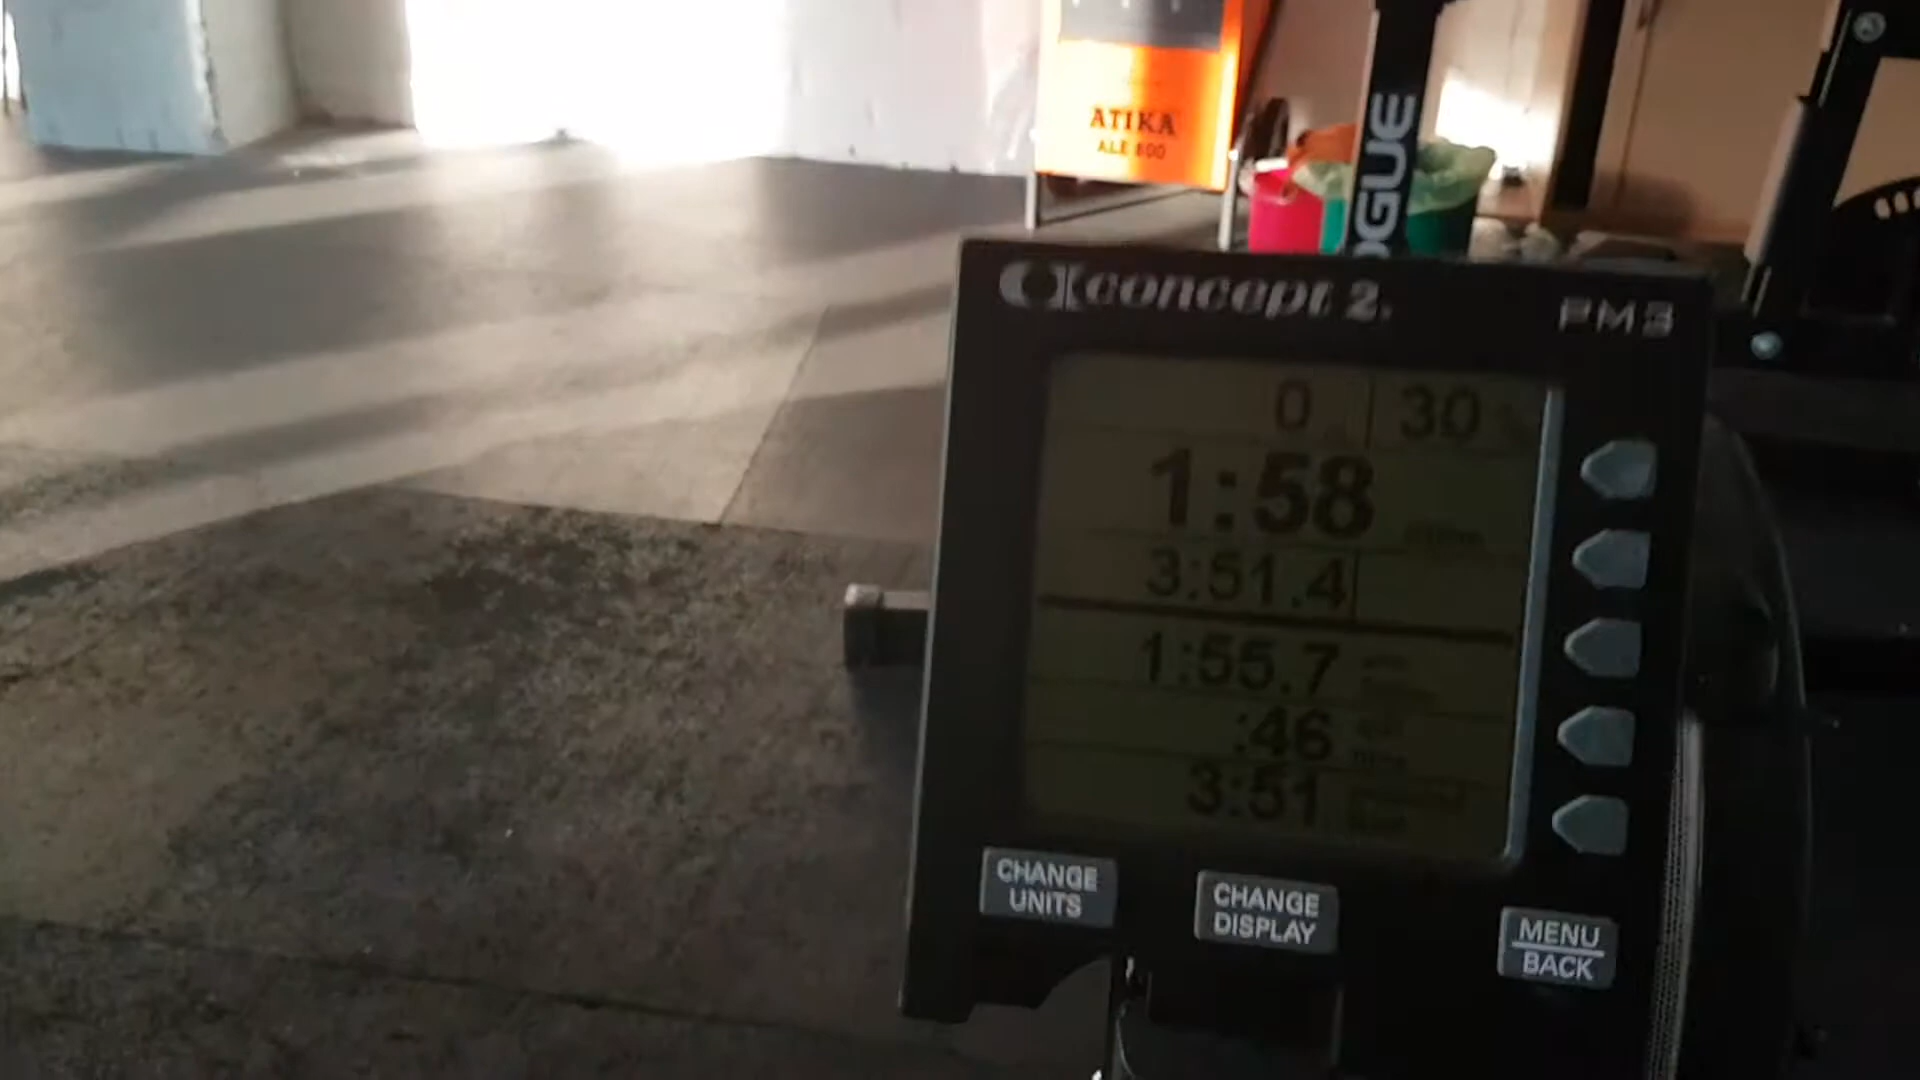 ATIKA
ALE 800
OGUE
concept 2.
PM3
0 30
1:58
3:51.4
1:55.7
:46
3:51
CHANGE
UNITS
CHANGE
DISPLAY
MENU
BACK